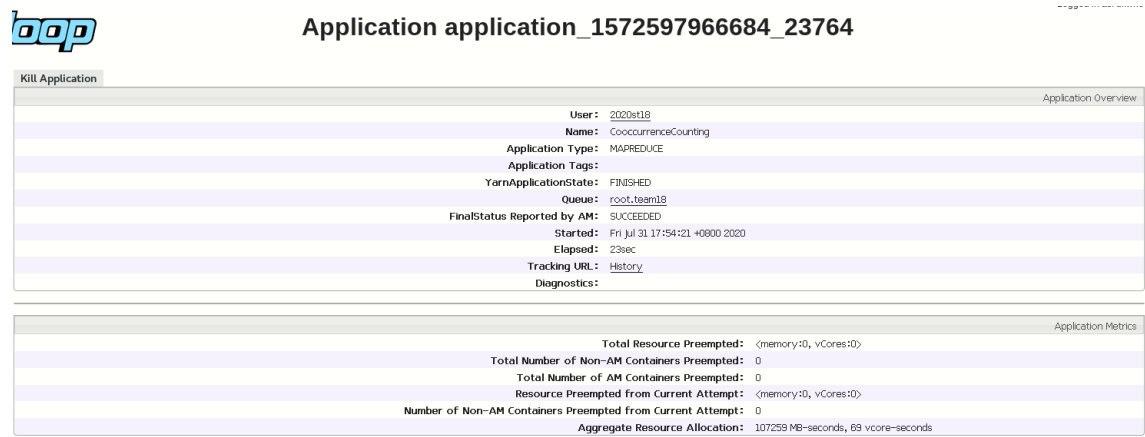 loop
Application application_1572597966684_23764
Kill Application
Application Overview
User: 2020st18
Name: CooccurrenceCounting
Application Type: MAPREDUCE
Application Tags:
YarnApplicationState: FINISHED
Queue: root.team18
FinalStatus Reported by AM: SUCCEEDED
Started: Fri Jul 31 17:54:21 +0800 2020
Elapsed: 23sec
Tracking URL: History
Diagnostics:
Application Metrics
Total Resource Preempted: <memory:0, vCores:0>
Total Number of Non-AM Containers Preempted: 0
Total Number of AM Containers Preempted: 0
Resource Preempted from Current Attempt: <memory:0, vCores:0>
Number of Non-AM Containers Preempted from Current Attempt: 0
Aggregate Resource Allocation: 107259 MB-seconds, 69 vcore-seconds